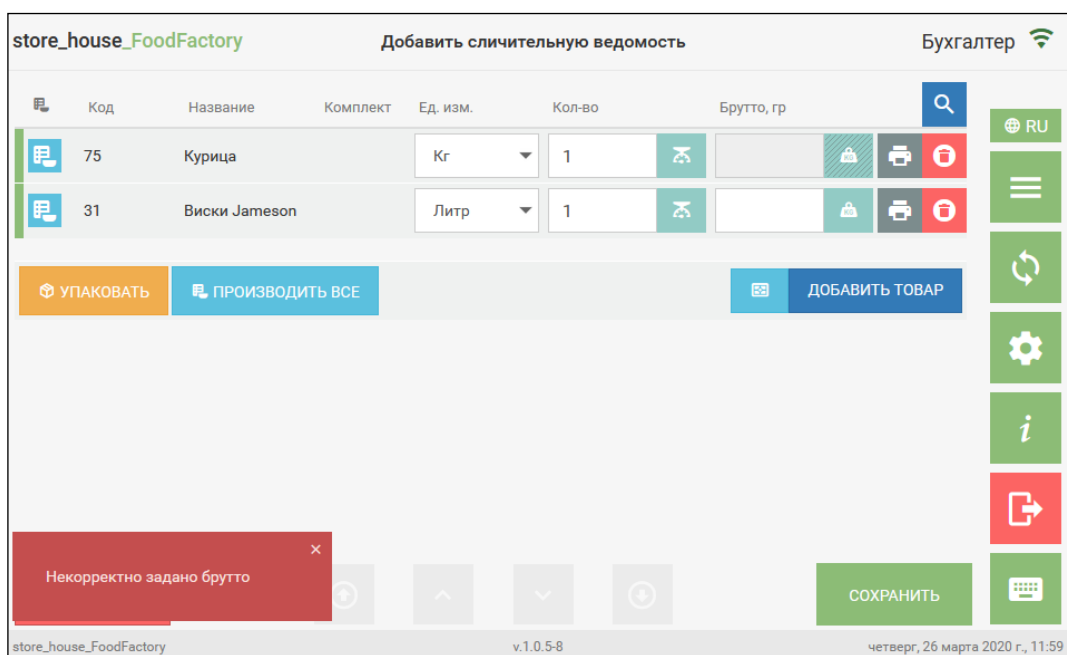 store_house_FoodFactory Добавить сличительную ведомость Бухгалтер
Код Название Комплект Ед. изм. Кол-во Брутто, гр
RU
75 Курица Кг 1
31 Виски Jameson Литр 1
УПАКОВАТЬ ПРОИЗВОДИТЬ ВСЕ ДОБАВИТЬ ТОВАР
i
×
Некорректно задано брутто
СОХРАНИТЬ
store_house_FoodFactory v.1.0.5-8 четверг, 26 марта 2020 г., 11:59